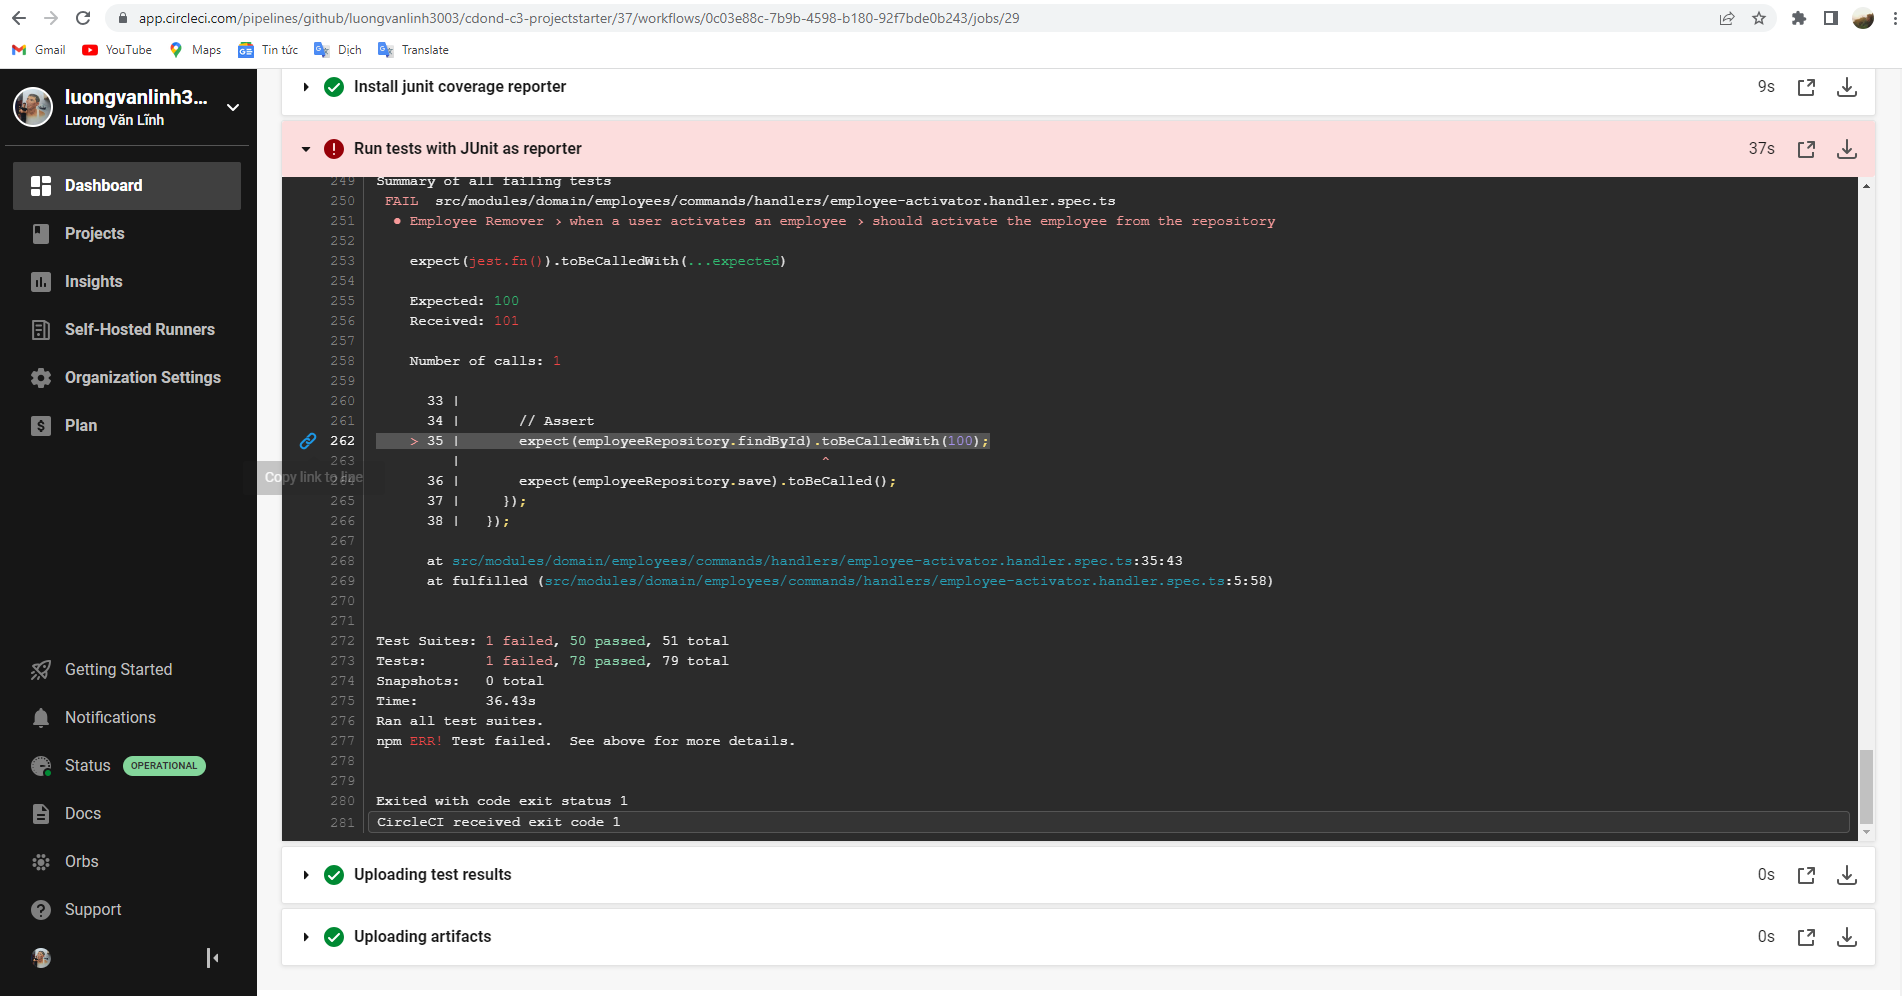 app.circleci.com/pipelines/github/luongvanlinh3003/cdond-c3-projectstarter/37/workflows/0c03e88c-7b9b-4598-b180-92f7bde0b243/jobs/29
Gmail
YouTube
Maps
Tin tức
Dịch
Translate
luongvanlinh3...
Lương Văn Lĩnh
Dashboard
Projects
Insights
Self-Hosted Runners
Organization Settings
Plan
Getting Started
Notifications
Status OPERATIONAL
Docs
Orbs
Support
Install junit coverage reporter 9s
Run tests with JUnit as reporter 37s
249 Summary of all failing tests
250 FAIL src/modules/domain/employees/commands/handlers/employee-activator.handler.spec.ts
251 ● Employee Remover › when a user activates an employee › should activate the employee from the repository
252
253 expect(jest.fn()).toBeCalledWith(...expected)
254
255 Expected: 100
256 Received: 101
257
258 Number of calls: 1
259
260 33 |
261 34 | // Assert
262 > 35 | expect(employeeRepository.findById).toBeCalledWith(100);
263 | ^
Copy link to line
264 36 | expect(employeeRepository.save).toBeCalled();
265 37 | });
266 38 | });
267
268 at src/modules/domain/employees/commands/handlers/employee-activator.handler.spec.ts:35:43
269 at fulfilled (src/modules/domain/employees/commands/handlers/employee-activator.handler.spec.ts:5:58)
270
271
272 Test Suites: 1 failed, 50 passed, 51 total
273 Tests: 1 failed, 78 passed, 79 total
274 Snapshots: 0 total
275 Time: 36.43s
276 Ran all test suites.
277 npm ERR! Test failed. See above for more details.
278
279
280 Exited with code exit status 1
281 CircleCI received exit code 1
Uploading test results 0s
Uploading artifacts 0s